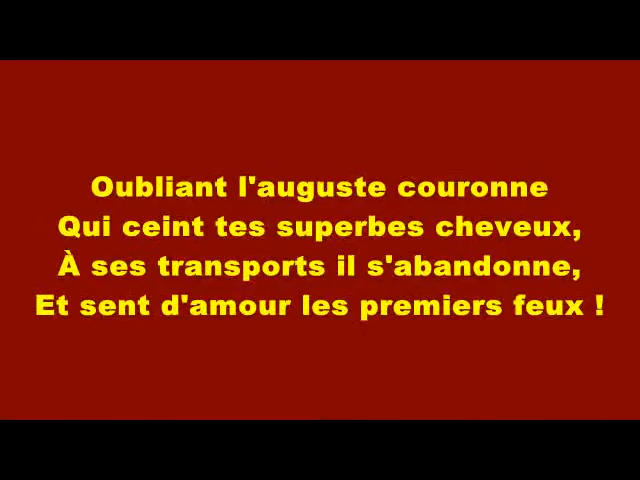 Oubliant l'auguste couronne
Qui ceint tes superbes cheveux,
À ses transports il s'abandonne,
Et sent d'amour les premiers feux !